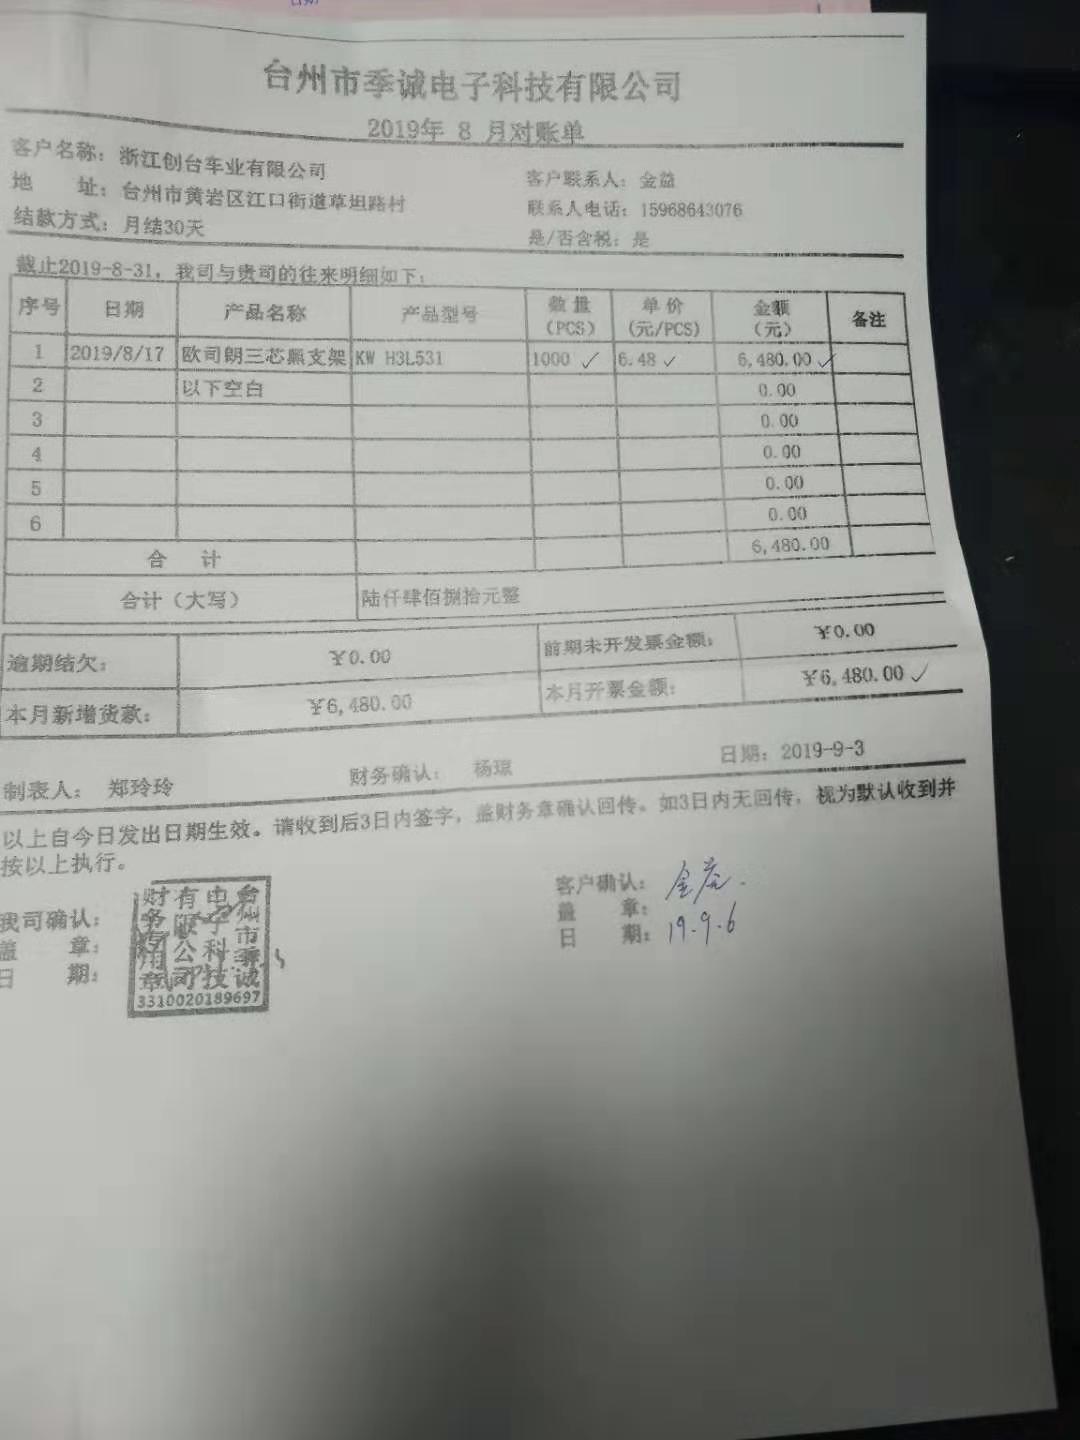 台州市季诚电子科技有限公司
2019年 8 月对账单
客户名称：浙江创台车业有限公司
客户联系人：金益
地 址：台州市黄岩区江口街道草坦路村
联系人电话：15968643076
结款方式：月结30天
是/否含税：是
截止2019-8-31，我司与贵司的往来明细如下：
序号 日期 产品名称 产品型号 数量(PCS) 单价(元/PCS) 金额(元) 备注
1 2019/8/17 欧司朗三芯黑支架 KW H3L531 1000 ✓ 6.48 ✓ 6,480.00 ✓
2 以下空白 0.00
3 0.00
4 0.00
5 0.00
6 0.00
合 计 6,480.00
合计（大写） 陆仟肆佰捌拾元整
逾期结欠： ¥0.00 前期未开发票金额： ¥0.00
本月新增货款： ¥6,480.00 本月开票金额： ¥6,480.00 ✓
制表人： 郑玲玲 财务确认： 杨琼 日期：2019-9-3
以上自今日发出日期生效。请收到后3日内签字，盖财务章确认回传。如3日内无回传，视为默认收到并
按以上执行。
我司确认：
盖 章：
日 期：
台州市季诚
电子科技
有限公司
财务专用章
3310020189697
客户确认： 金益.
盖 章：
日 期： 19.9.6